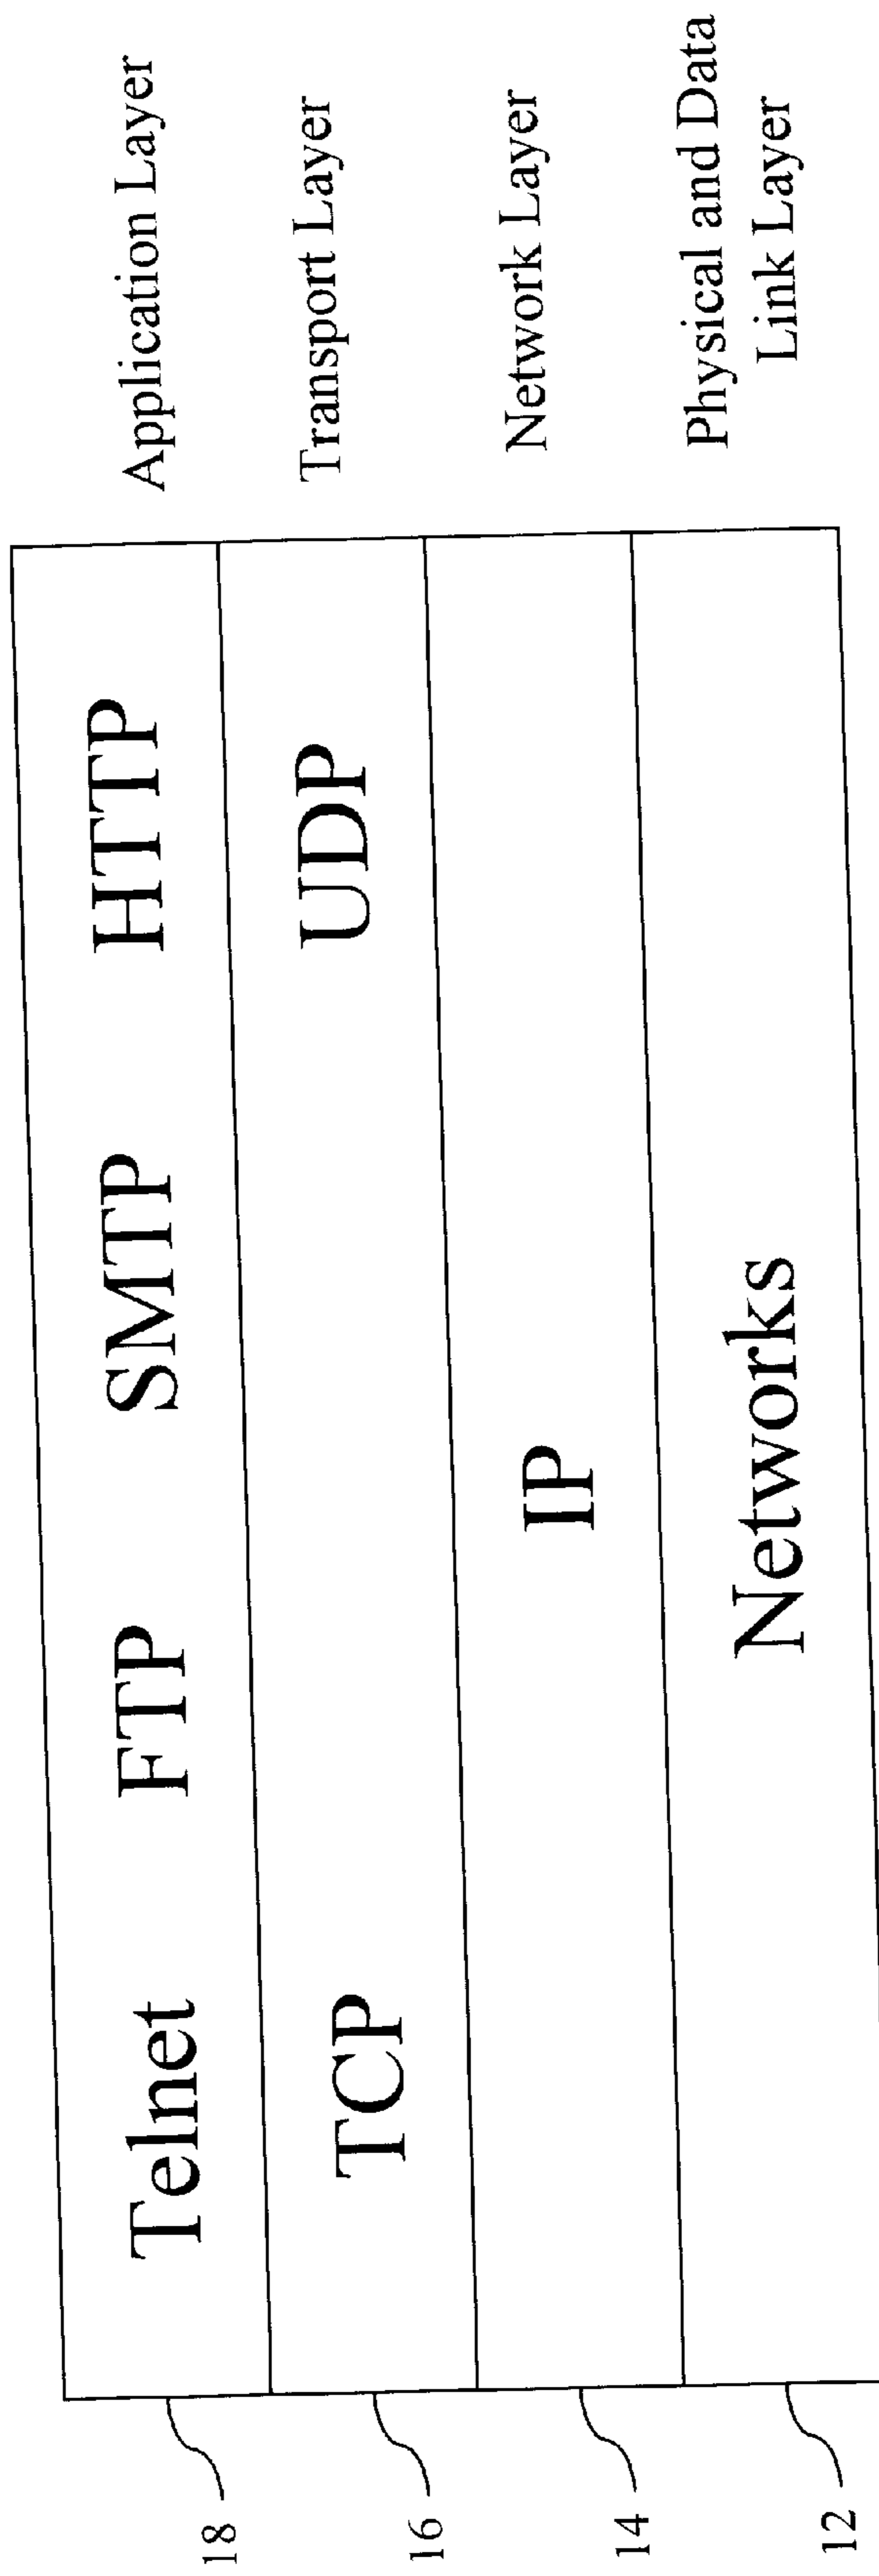 18 Telnet FTP SMTP HTTP Application Layer
16 TCP UDP Transport Layer
14 IP Network Layer
12 Networks Physical and Data
Link Layer